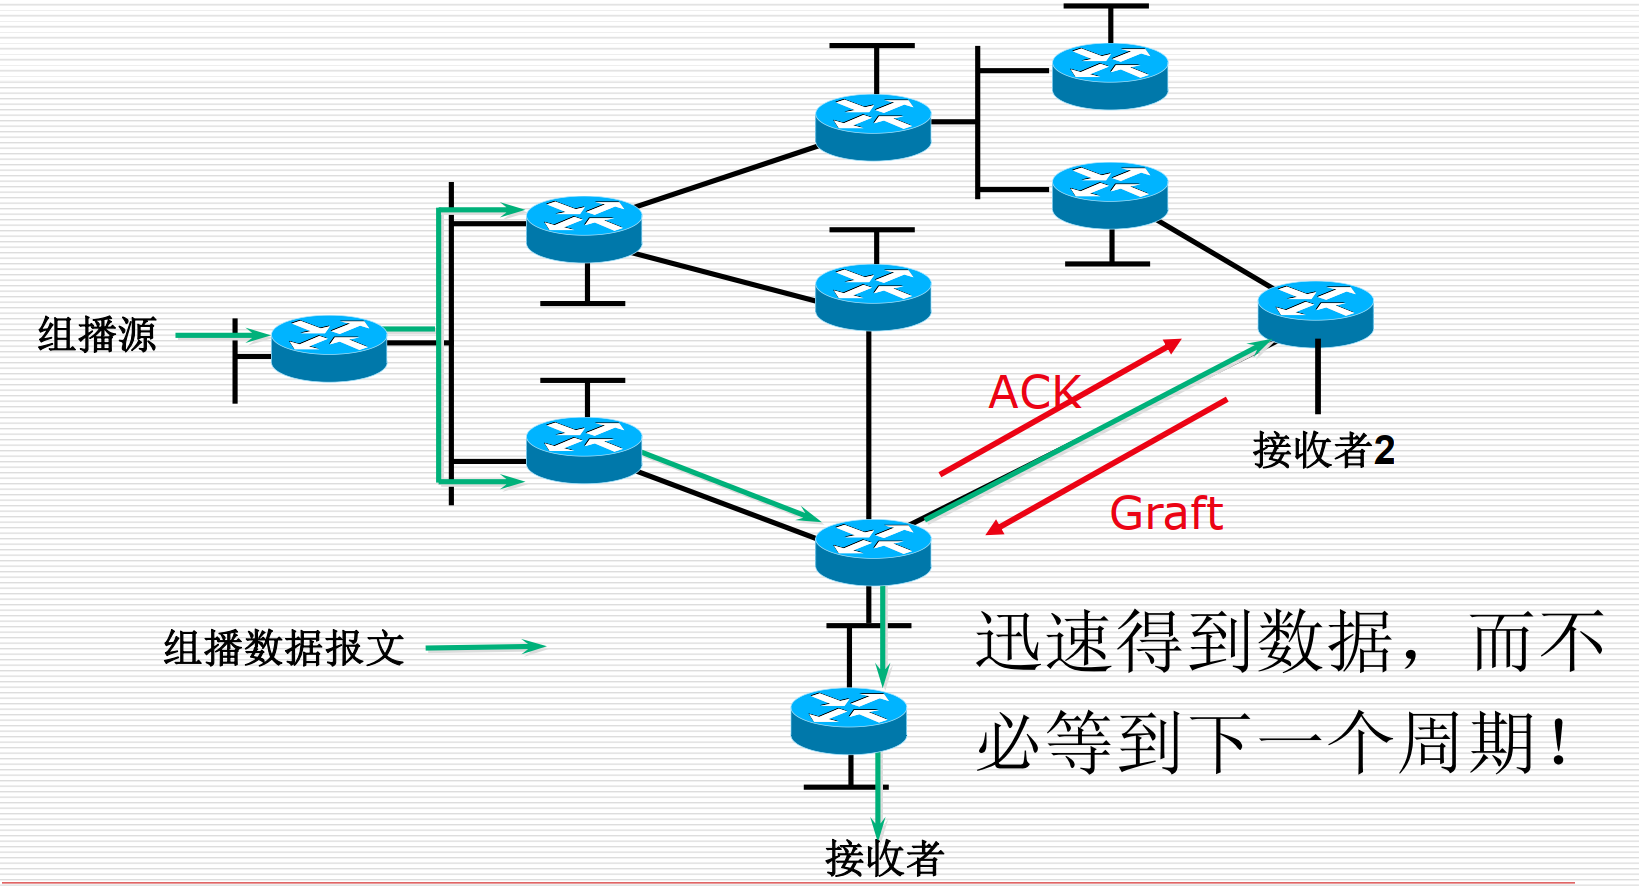 组播源
ACK
接收者2
Graft
组播数据报文
迅速得到数据，而不
必等到下一个周期！
接收者